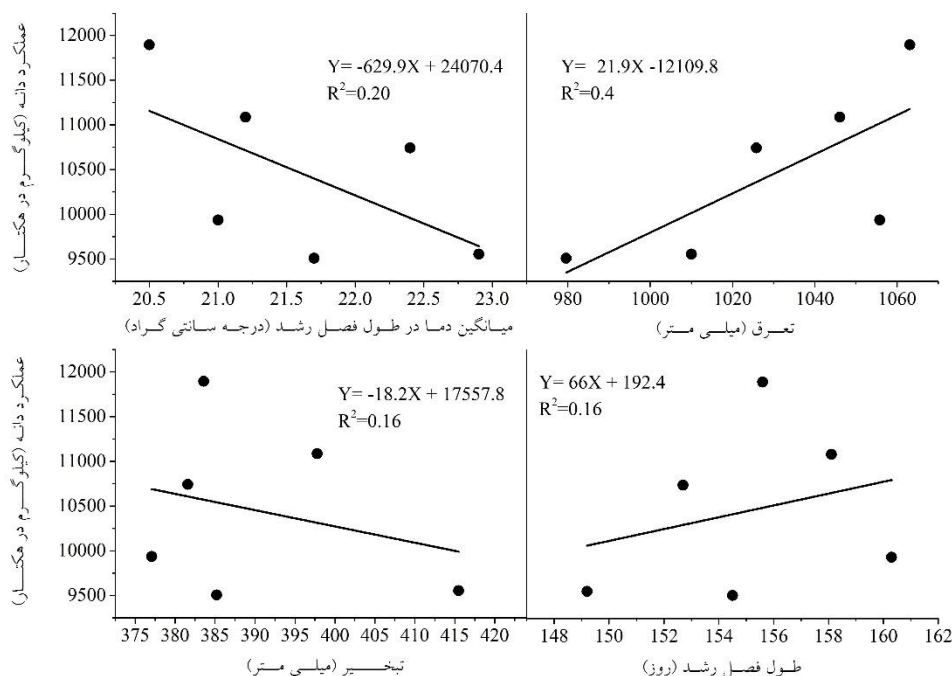 عملکرد دانه (کیلوگرم در هکتار)
12000
11500
11000
10500
10000
9500
Y= -629.9X + 24070.4
R²=0.20
20.5 21.0 21.5 22.0 22.5 23.0
میانگین دما در طول فصل رشد (درجه سانتی گراد)
Y= 21.9X -12109.8
R²=0.4
980 1000 1020 1040 1060
تعرق (میلی متر)
عملکرد دانه (کیلوگرم در هکتار)
12000
11500
11000
10500
10000
9500
Y= -18.2X + 17557.8
R²=0.16
375 380 385 390 395 400 405 410 415 420
تبخیر (میلی متر)
Y= 66X + 192.4
R²=0.16
148 150 152 154 156 158 160 162
طول فصل رشد (روز)